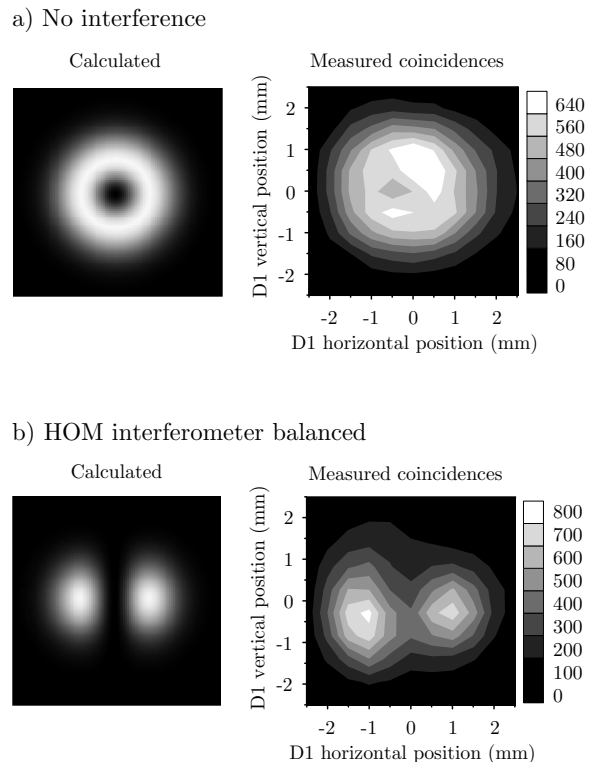 a) No interference
Calculated
Measured coincidences
D1 vertical position (mm)
2
1
0
-1
-2
-2 -1 0 1 2
D1 horizontal position (mm)
640
560
480
400
320
240
160
80
0
b) HOM interferometer balanced
Calculated
Measured coincidences
D1 vertical position (mm)
2
1
0
-1
-2
-2 -1 0 1 2
D1 horizontal position (mm)
800
700
600
500
400
300
200
100
0